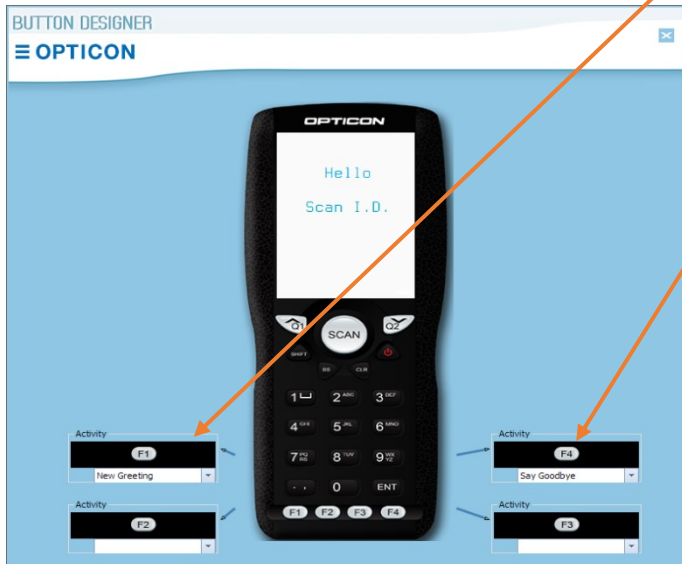 BUTTON DESIGNER
OPTICON
OPTICON
Hello
Scan I.D.
Q1
SCAN
Q2
SHIFT
BS
CLR
1
2 ABC
3 DEF
4 GHI
5 JKL
6 MNO
7 PQRS
8 TUV
9 WXYZ
. ,
0
ENT
F1 F2 F3 F4
Activity
F1
New Greeting
Activity
F4
Say Goodbye
Activity
F2
Activity
F3